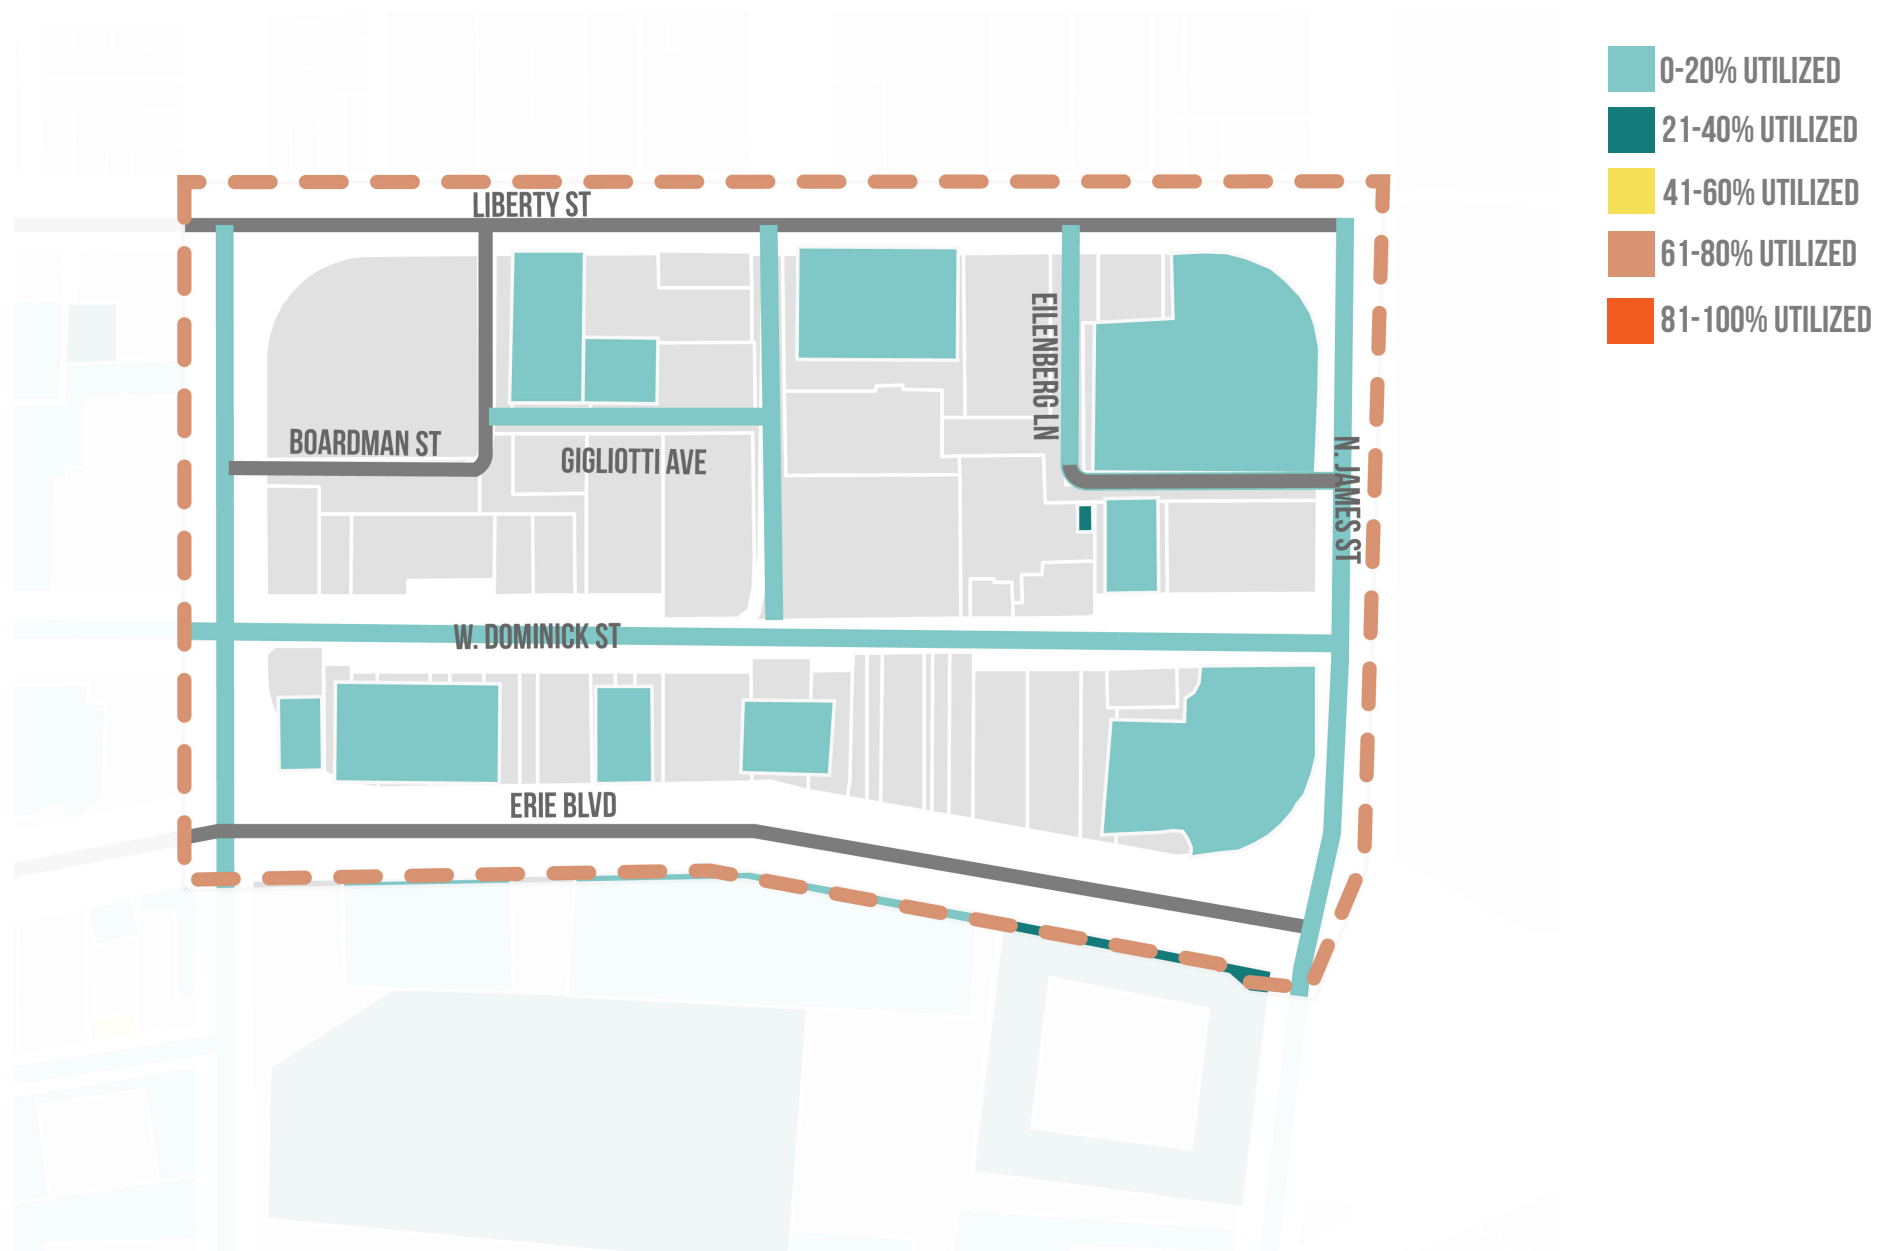 0-20% UTILIZED
21-40% UTILIZED
41-60% UTILIZED
61-80% UTILIZED
81-100% UTILIZED
LIBERTY ST
EILENBERG LN
BOARDMAN ST
GIGLIOTTI AVE
N. JAMES ST
W. DOMINICK ST
ERIE BLVD